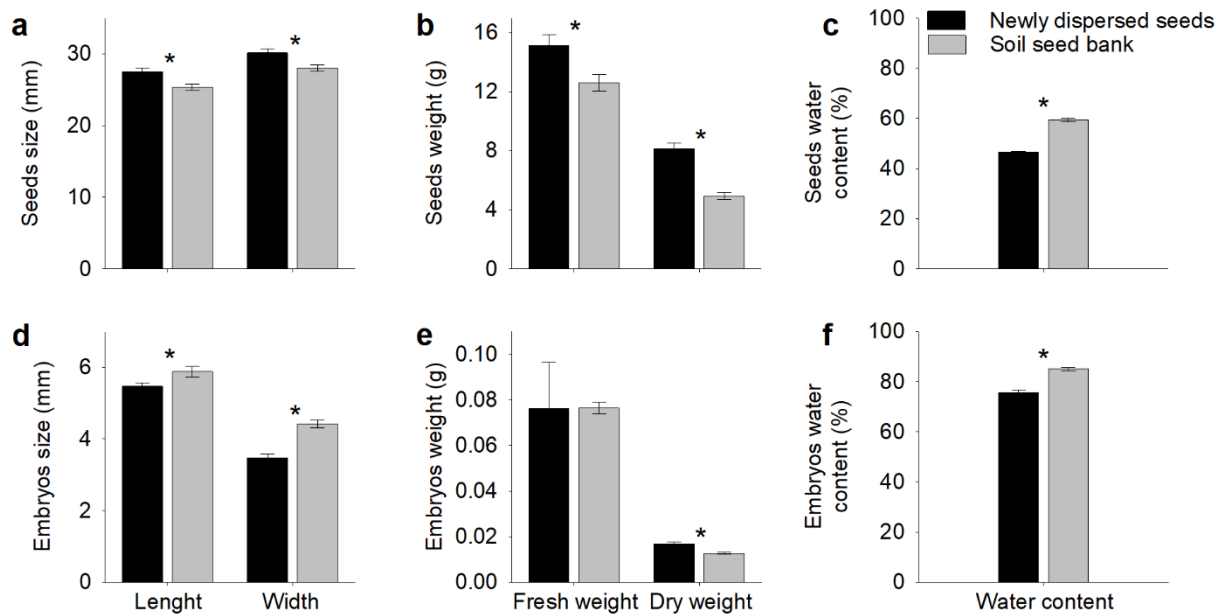 a
Seeds size (mm)
30
20
10
0
*
*
b
Seeds weight (g)
16
12
8
4
0
*
*
c
Seeds water
content (%)
100
80
60
40
20
0
Newly dispersed seeds
Soil seed bank
*
d
Embryos size (mm)
6
4
2
0
*
*
Lenght
Width
e
Embryos weight (g)
0.10
0.08
0.06
0.04
0.02
0.00
*
Fresh weight
Dry weight
f
Embryos water
content (%)
100
80
60
40
20
0
*
Water content